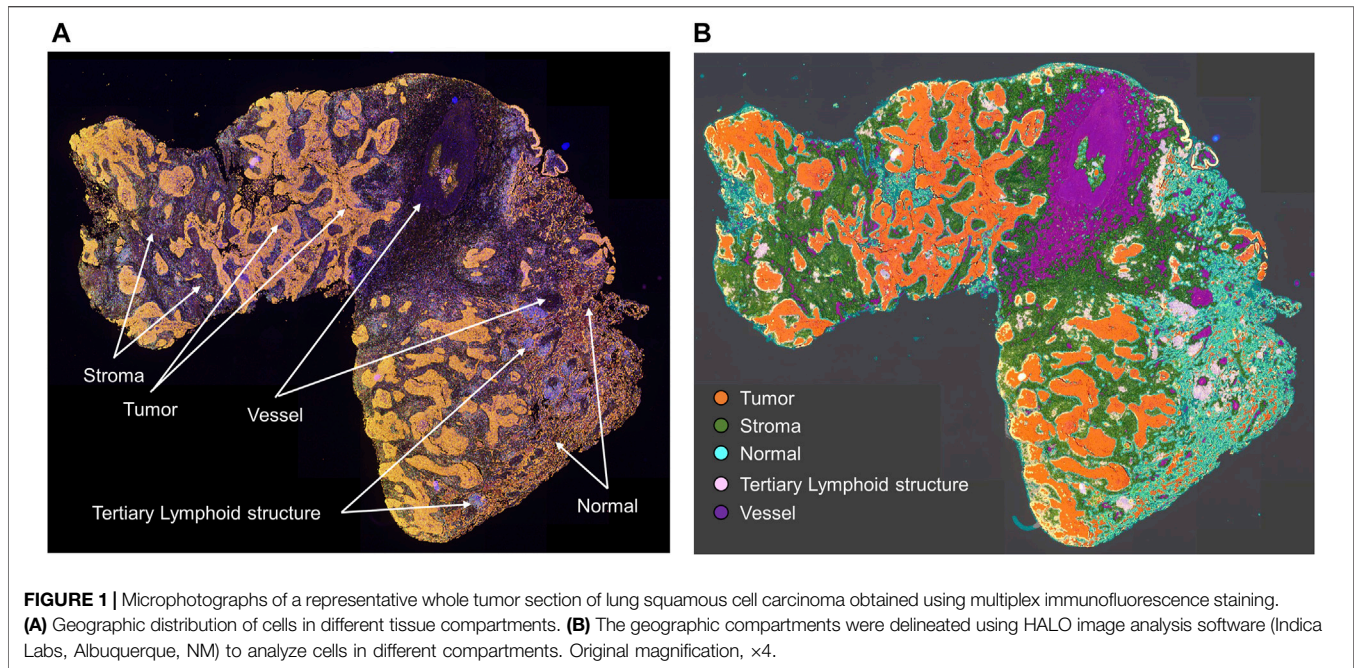 A
B
Stroma
Tumor
Vessel
Tertiary Lymphoid structure
Normal
Tumor
Stroma
Normal
Tertiary Lymphoid structure
Vessel
FIGURE 1 | Microphotographs of a representative whole tumor section of lung squamous cell carcinoma obtained using multiplex immunofluorescence staining.
(A) Geographic distribution of cells in different tissue compartments. (B) The geographic compartments were delineated using HALO image analysis software (Indica
Labs, Albuquerque, NM) to analyze cells in different compartments. Original magnification, ×4.